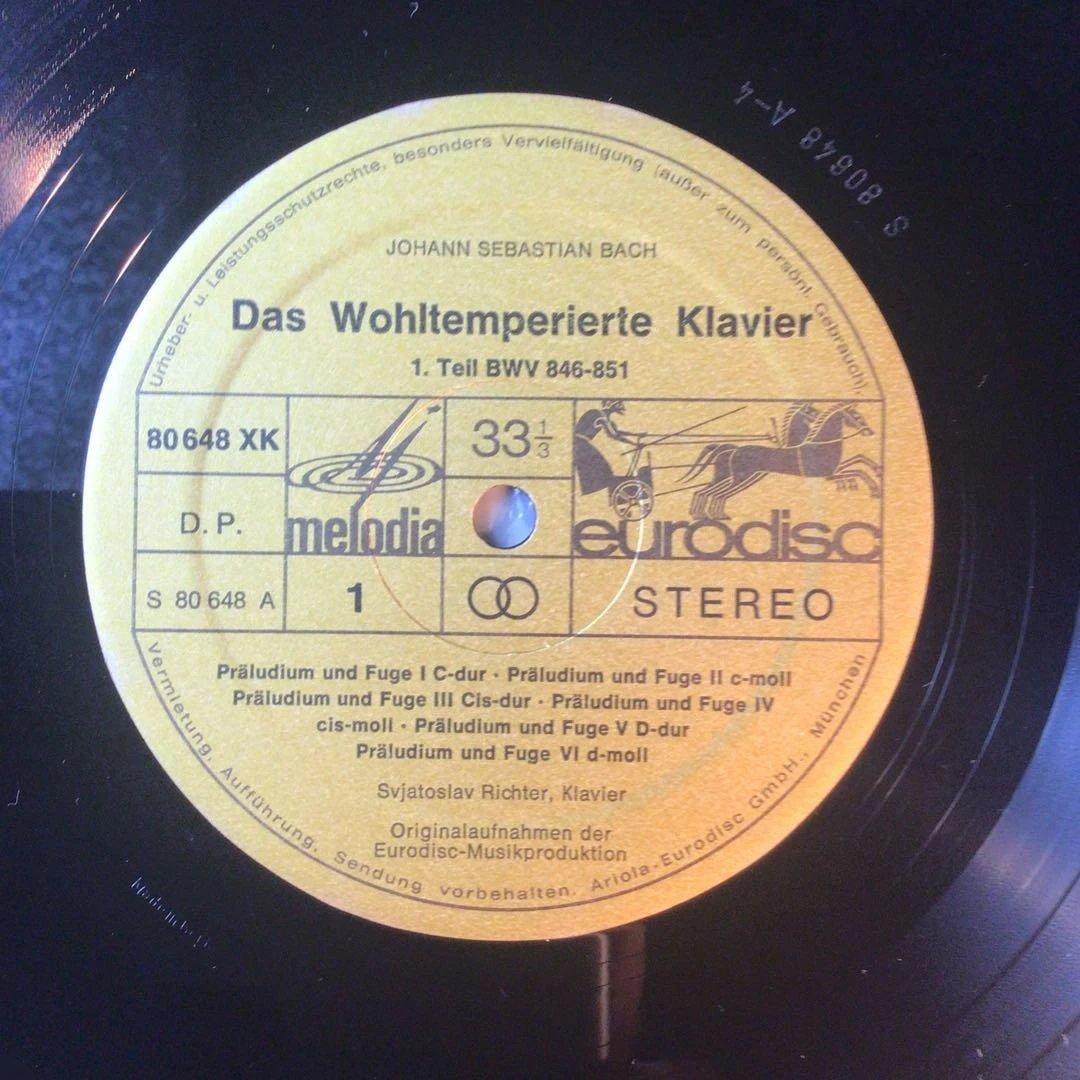 Urheber- u. Leistungsschutzrechte, besonders Vervielfältigung (außer zum persönl. Gebrauch),
JOHANN SEBASTIAN BACH
Das Wohltemperierte Klavier
1. Teil BWV 846-851
80 648 XK
melodia
33 1/3
eurodisc
D. P.
S 80 648 A
1
STEREO
Präludium und Fuge I C-dur · Präludium und Fuge II c-moll
Präludium und Fuge III Cis-dur · Präludium und Fuge IV
cis-moll · Präludium und Fuge V D-dur
Präludium und Fuge VI d-moll
Svjatoslav Richter, Klavier
Originalaufnahmen der
Eurodisc-Musikproduktion
Vermietung, Aufführung, Sendung vorbehalten. Ariola-Eurodisc GmbH., München
S 80648 A-4